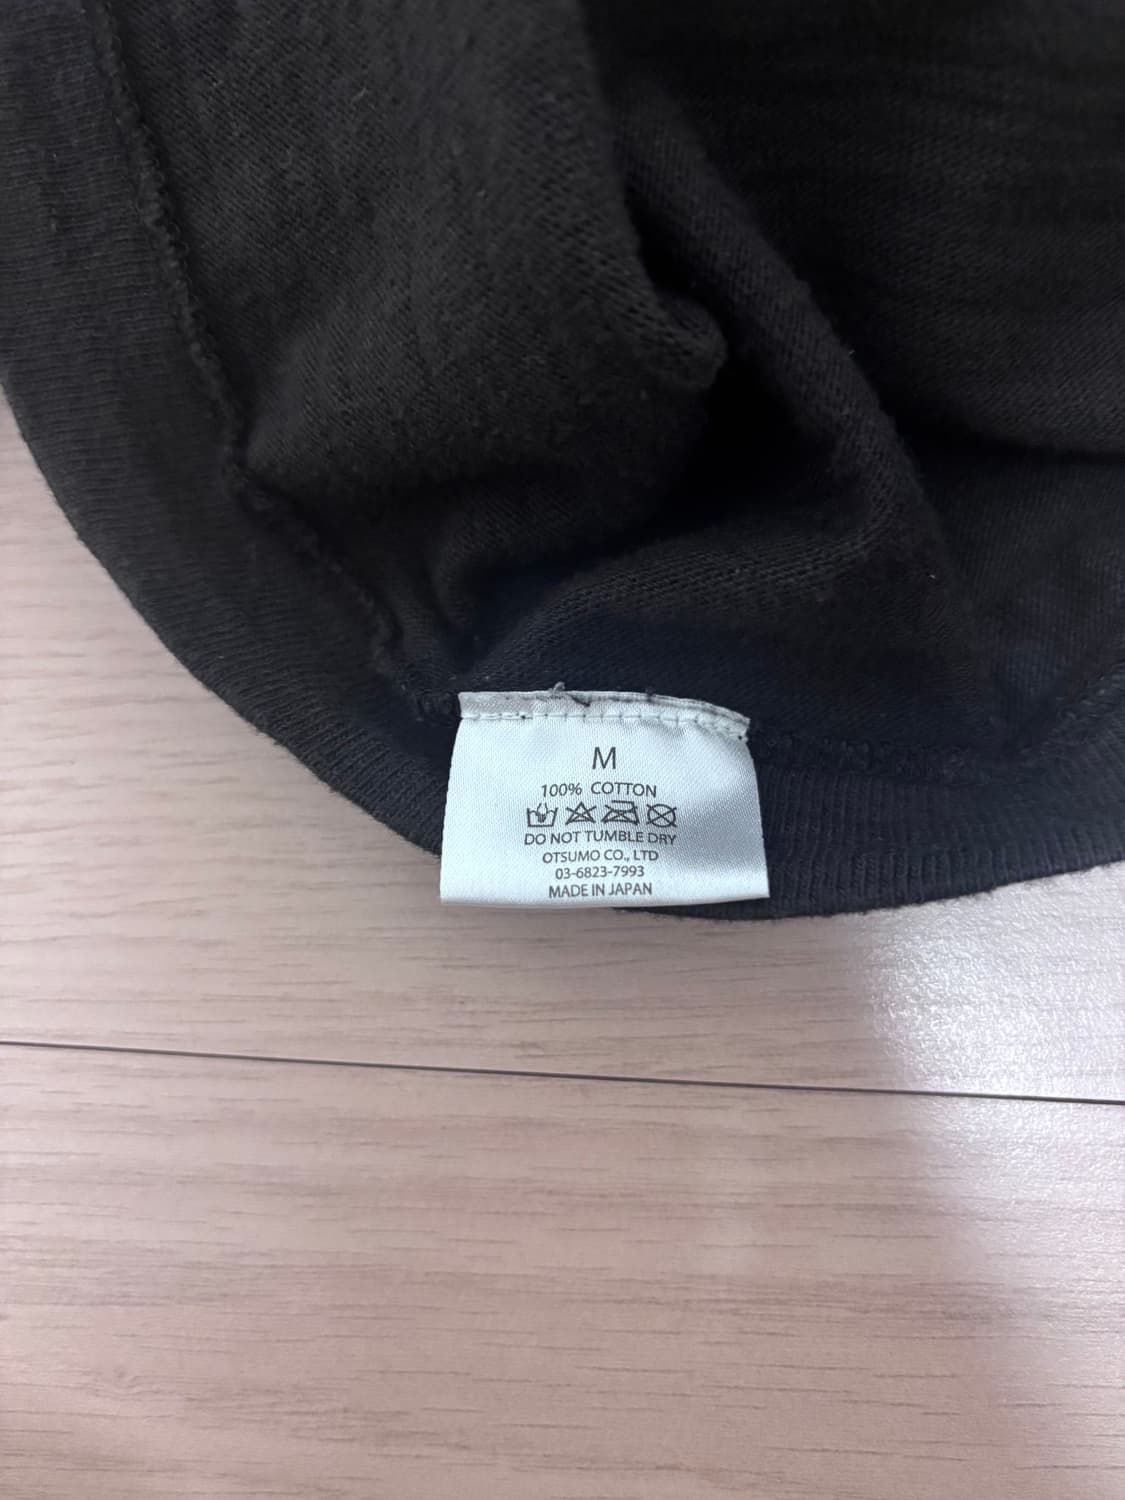 M
100% COTTON
DO NOT TUMBLE DRY
OTSUMO CO., LTD
03-6823-7993
MADE IN JAPAN